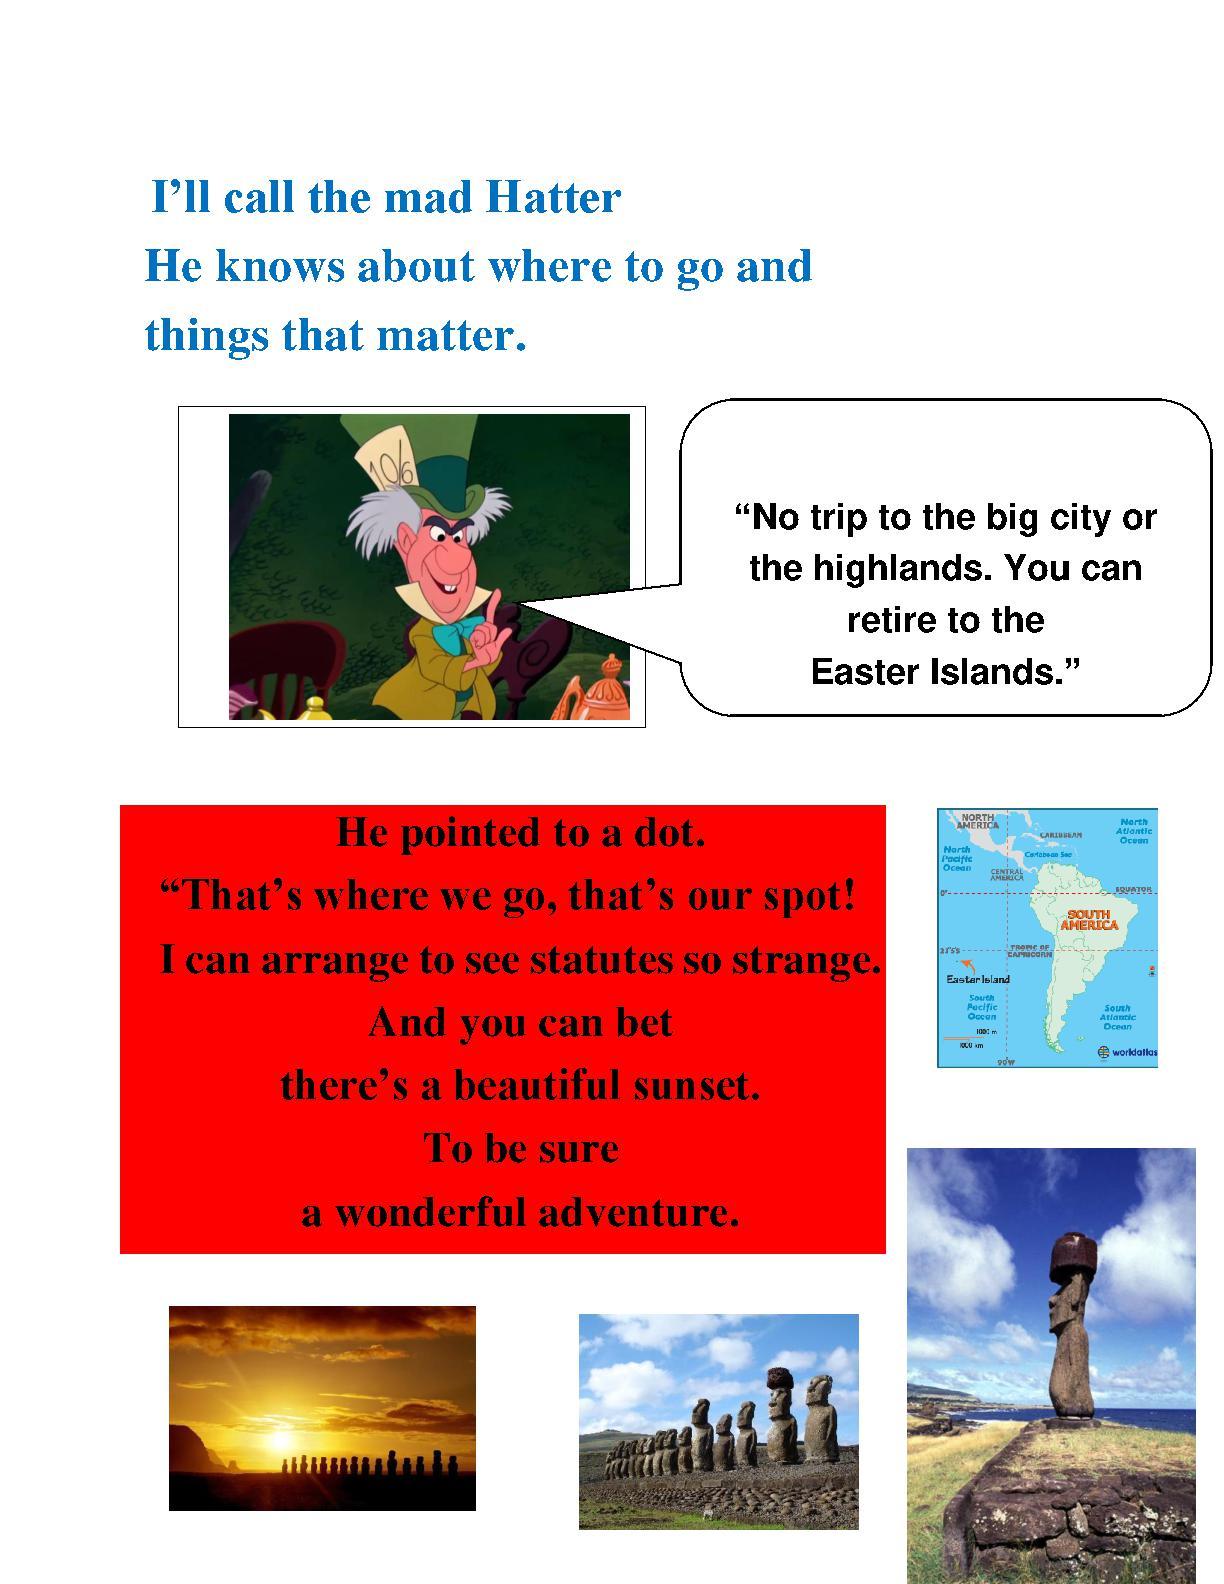 I’ll call the mad Hatter
He knows about where to go and
things that matter.
10/6
“No trip to the big city or
the highlands. You can
retire to the
Easter Islands.”
He pointed to a dot.
“That’s where we go, that’s our spot!
I can arrange to see statutes so strange.
And you can bet
there’s a beautiful sunset.
To be sure
a wonderful adventure.
NORTH
AMERICA
North
Atlantic
Ocean
CARIBBEAN
North
Pacific
Ocean
Caribbean Sea
CENTRAL
AMERICA
0°
EQUATOR
SOUTH
AMERICA
TROPIC OF
CAPRICORN
Easter Island
South
Pacific
Ocean
South
Atlantic
Ocean
1000 m
1000 km
90°W
worldatlas